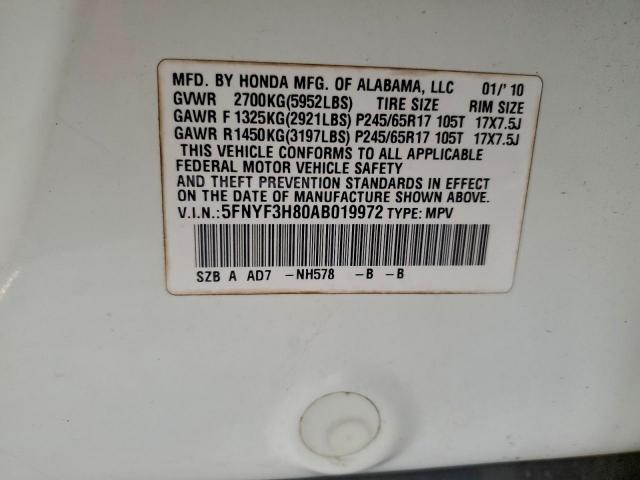 MFD. BY HONDA MFG. OF ALABAMA, LLC 01/'10
GVWR 2700KG(5952LBS) TIRE SIZE RIM SIZE
GAWR F 1325KG(2921LBS) P245/65R17 105T 17X7.5J
GAWR R1450KG(3197LBS) P245/65R17 105T 17X7.5J
THIS VEHICLE CONFORMS TO ALL APPLICABLE
FEDERAL MOTOR VEHICLE SAFETY
AND THEFT PREVENTION STANDARDS IN EFFECT
ON THE DATE OF MANUFACTURE SHOWN ABOVE.
V.I.N.:5FNYF3H80AB019972 TYPE: MPV
SZB A AD7 -NH578 -B -B